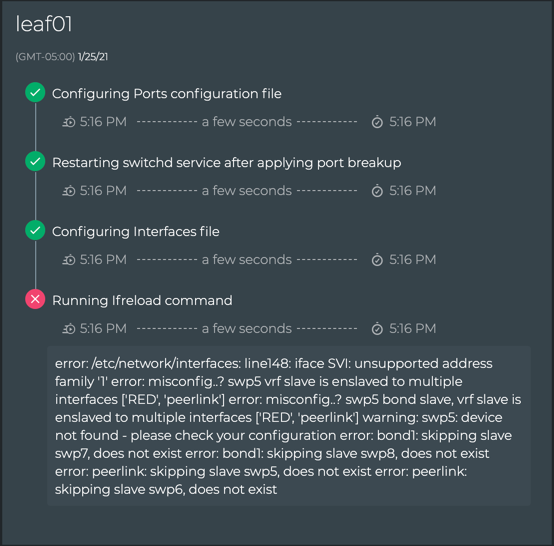 leaf01
(GMT-05:00) 1/25/21
Configuring Ports configuration file
5:16 PM ------------ a few seconds ------------ 5:16 PM
Restarting switchd service after applying port breakup
5:16 PM ------------ a few seconds ------------ 5:16 PM
Configuring Interfaces file
5:16 PM ------------ a few seconds ------------ 5:16 PM
Running Ifreload command
5:16 PM ------------ a few seconds ------------ 5:16 PM
error: /etc/network/interfaces: line148: iface SVI: unsupported address
family '1' error: misconfig..? swp5 vrf slave is enslaved to multiple
interfaces ['RED', 'peerlink'] error: misconfig..? swp5 bond slave, vrf slave is
enslaved to multiple interfaces ['RED', 'peerlink'] warning: swp5: device
not found - please check your configuration error: bond1: skipping slave
swp7, does not exist error: bond1: skipping slave swp8, does not exist
error: peerlink: skipping slave swp5, does not exist error: peerlink:
skipping slave swp6, does not exist